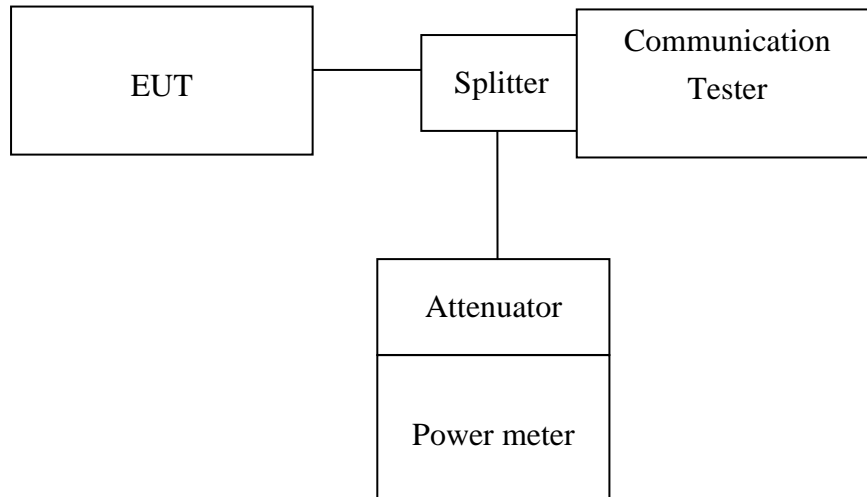 EUT
Splitter
Communication
Tester
Attenuator
Power meter